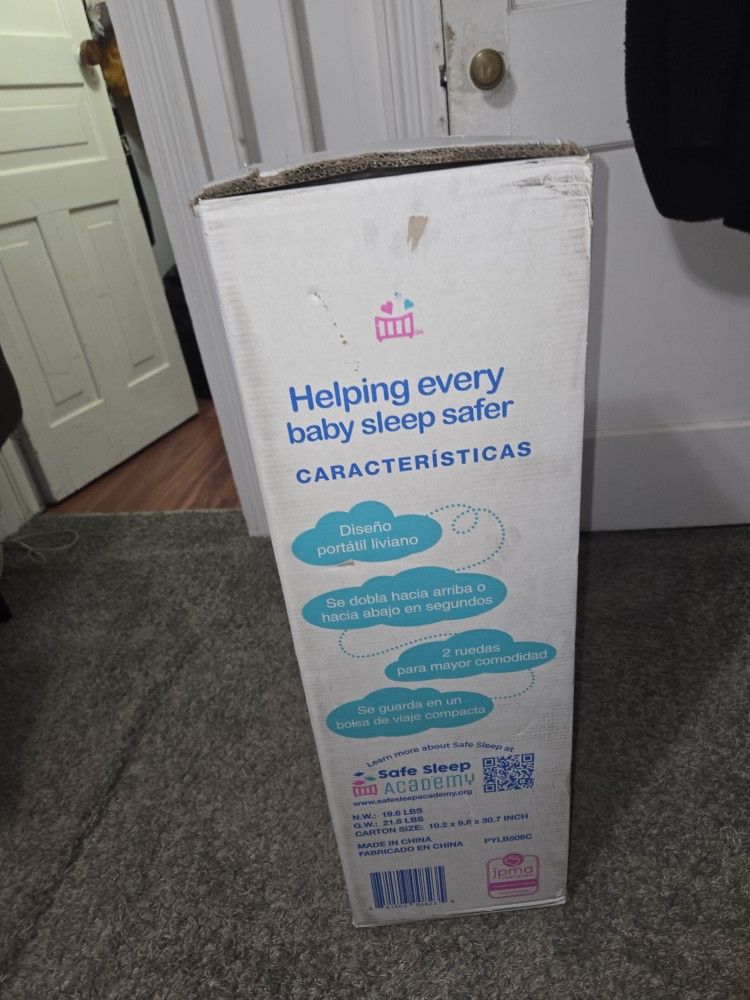 Helping every
baby sleep safer
CARACTERÍSTICAS
Diseño
portátil liviano
Se dobla hacia arriba o
hacia abajo en segundos
2 ruedas
para mayor comodidad
Se guarda en un
bolsa de viaje compacta
Learn more about Safe Sleep at
Safe Sleep
ACADEMY
www.safesleepacademy.org
N.W.: 19.6 LBS
G.W.: 21.6 LBS
CARTON SIZE: 10.2 x 9.8 x 30.7 INCH
MADE IN CHINA
FABRICADO EN CHINA
PYLB506C
jpma